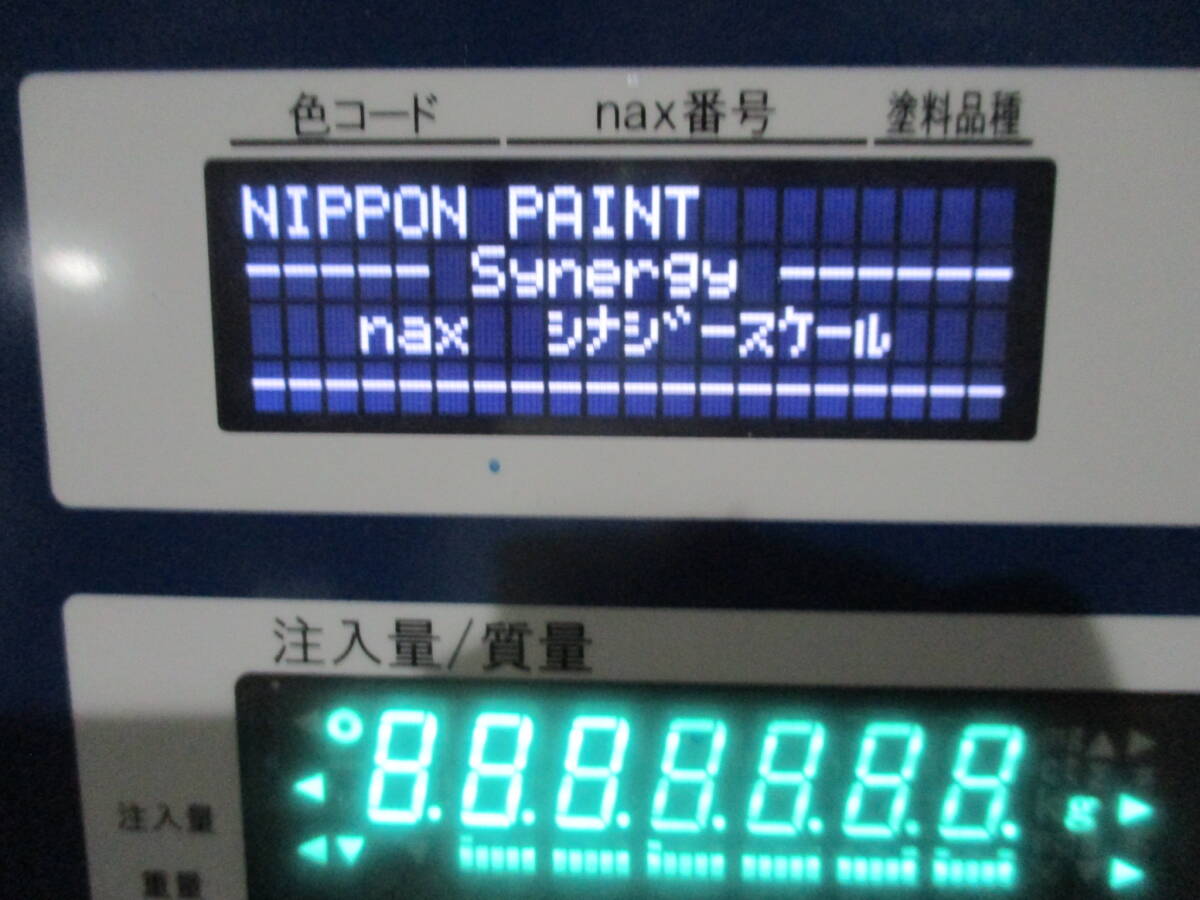 色コード nax番号 塗料品種
NIPPON PAINT
----- Synergy ------
nax シナジースケール
--------------------
注入量/質量
8.8.8.8.8.8.8. g
注入量
重量